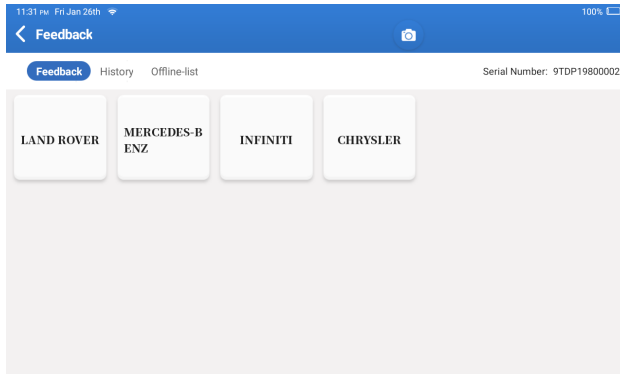 11:31 PM Fri Jan 26th 100%
Feedback
Feedback History Offline-list Serial Number: 9TDP19800002
LAND ROVER MERCEDES-B
ENZ INFINITI CHRYSLER